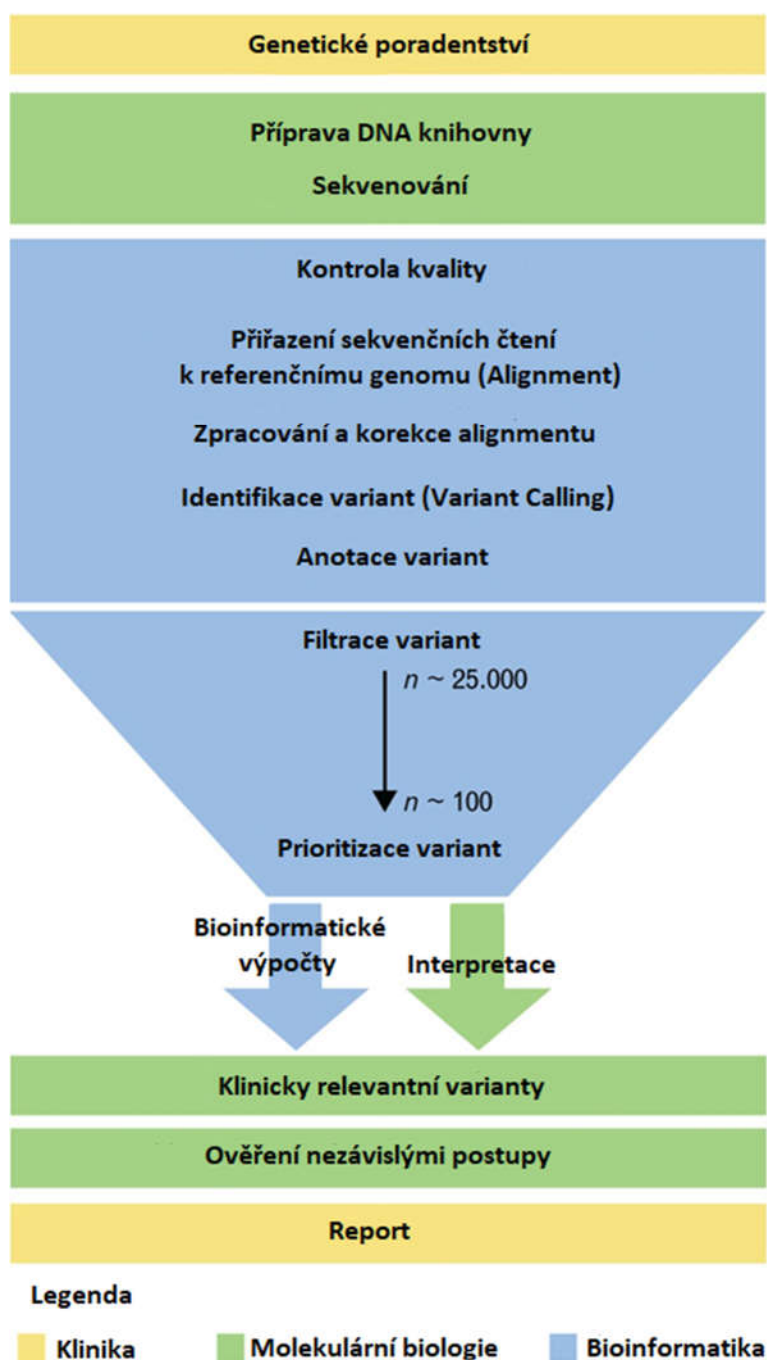 Genetické poradentství
Příprava DNA knihovny
Sekvenování
Kontrola kvality
Přiřazení sekvenčních čtení
k referenčnímu genomu (Alignment)
Zpracování a korekce alignmentu
Identifikace variant (Variant Calling)
Anotace variant
Filtrace variant
n ~ 25.000
n ~ 100
Prioritizace variant
Bioinformatické
výpočty
Interpretace
Klinicky relevantní varianty
Ověření nezávislými postupy
Report
Legenda
Klinika
Molekulární biologie
Bioinformatika